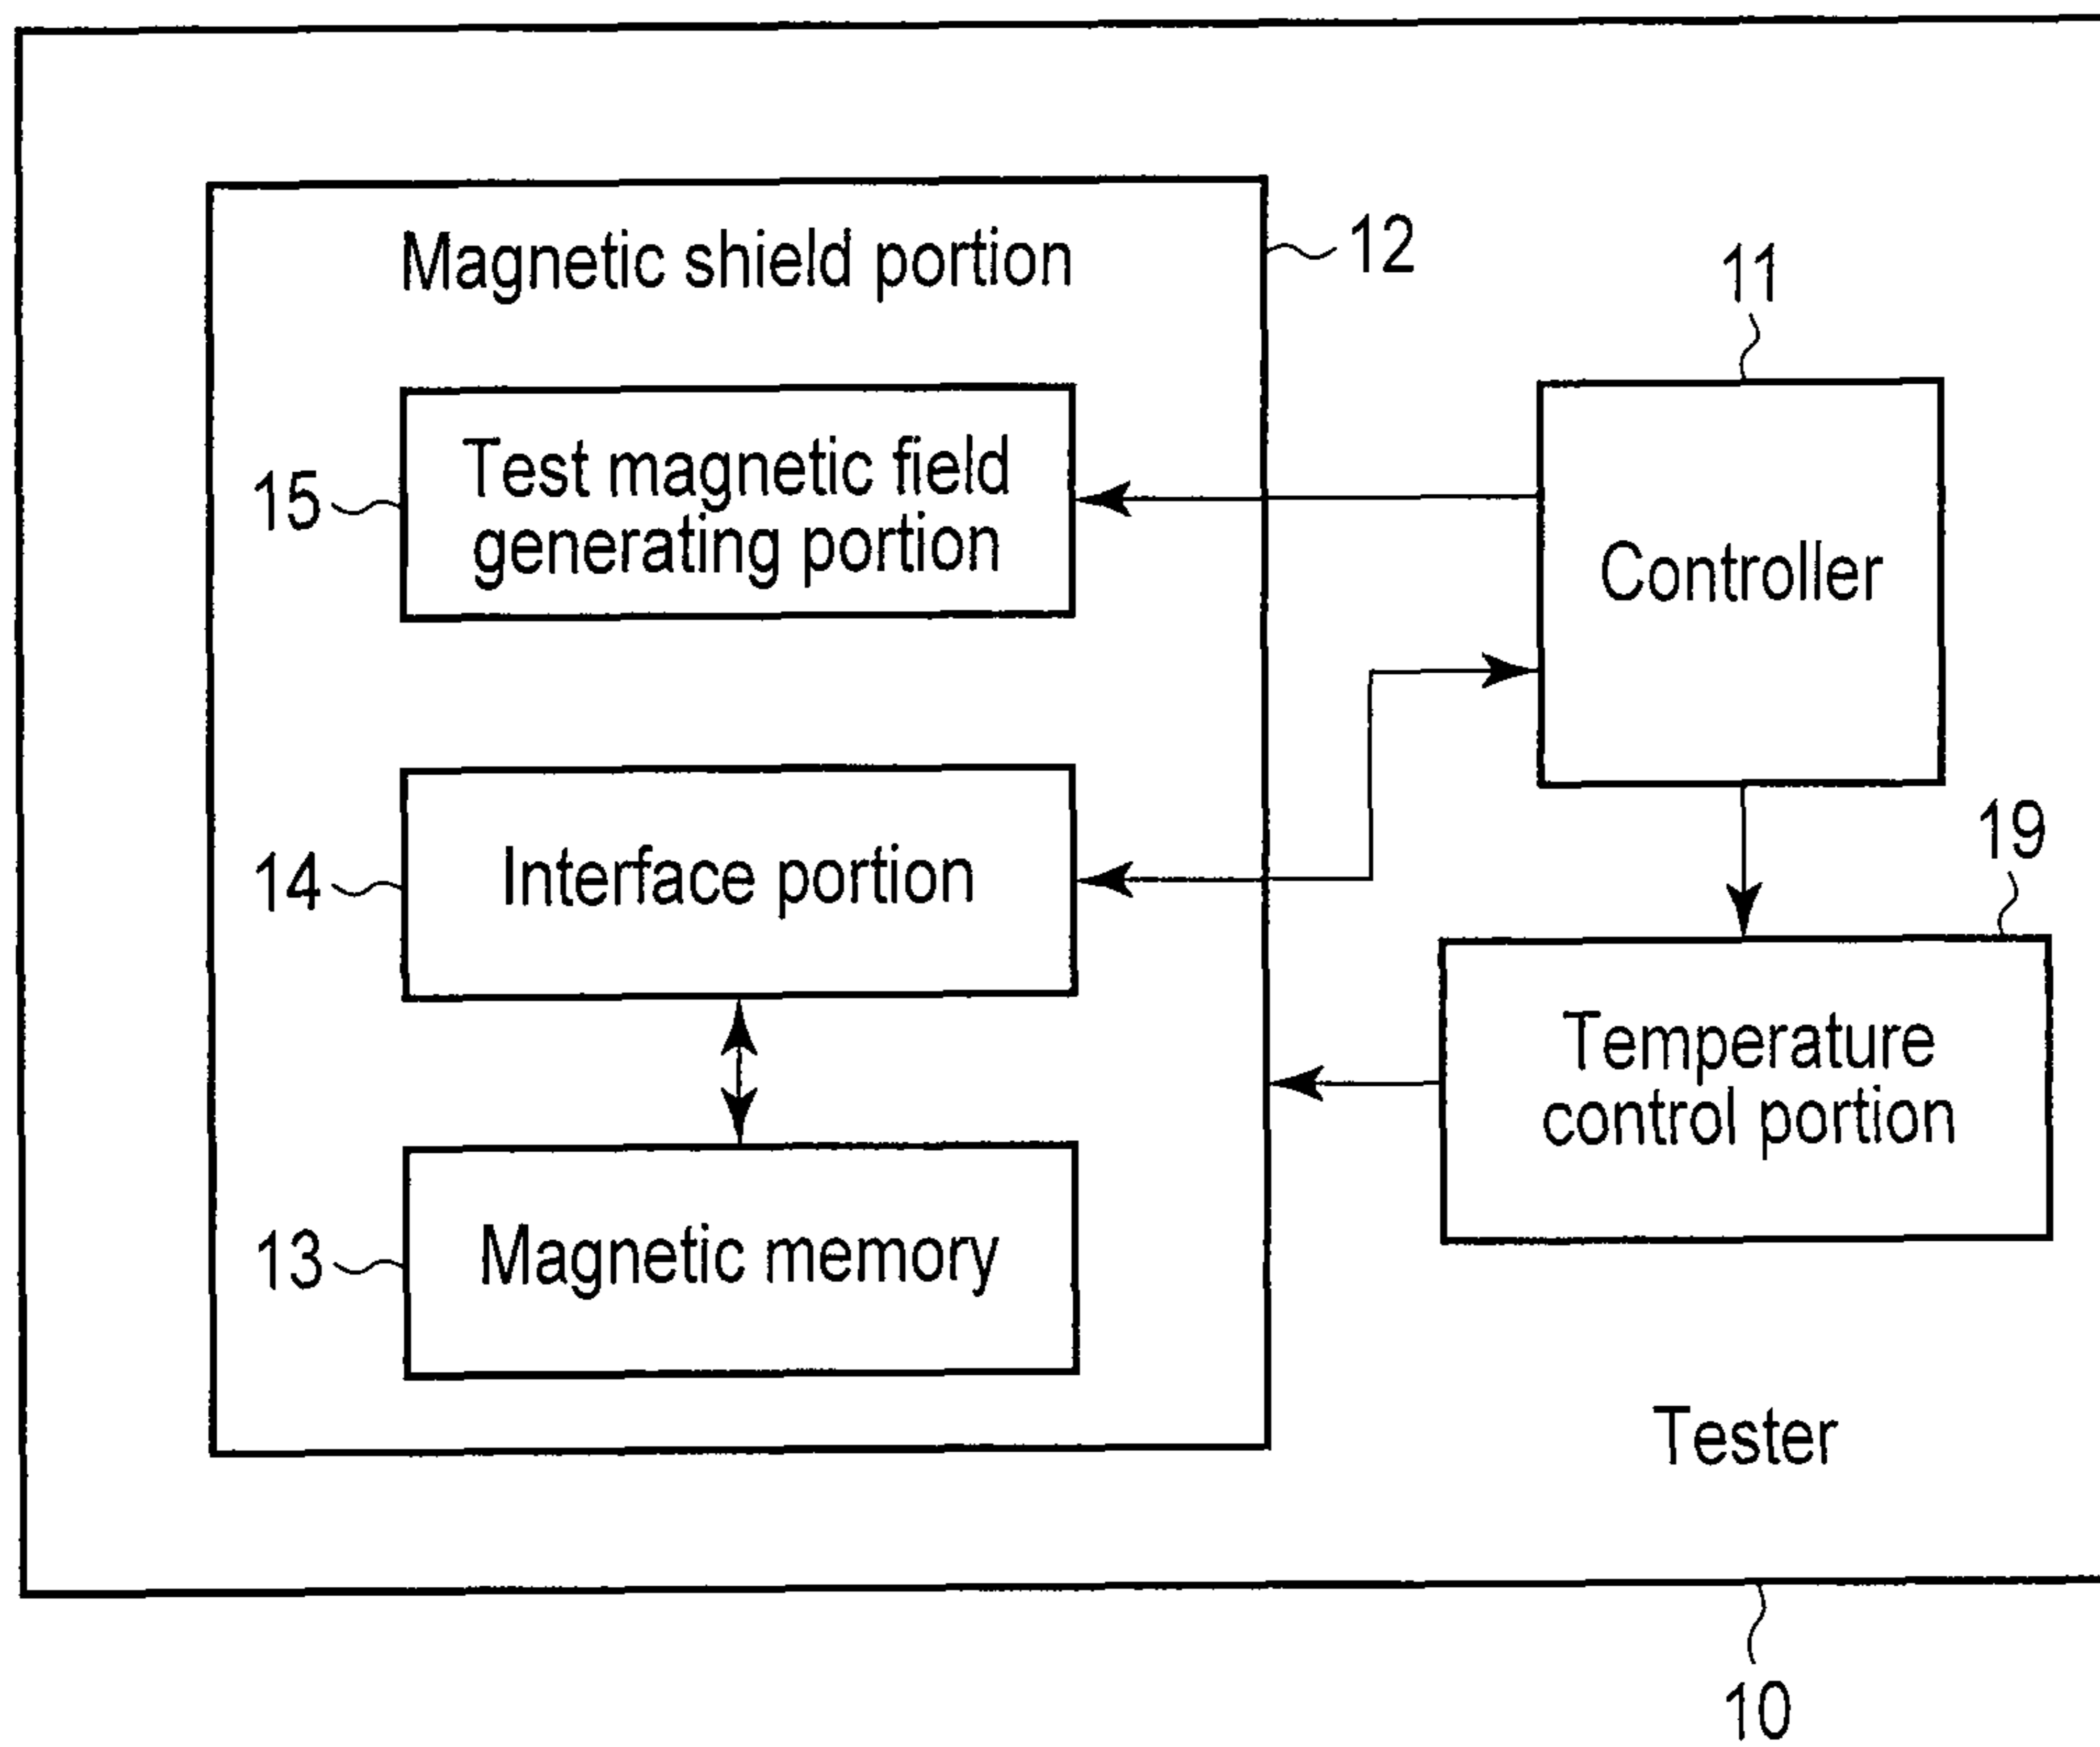 Magnetic shield portion
12
11
15
Test magnetic field
generating portion
Controller
14
Interface portion
19
Temperature
control portion
13
Magnetic memory
Tester
10